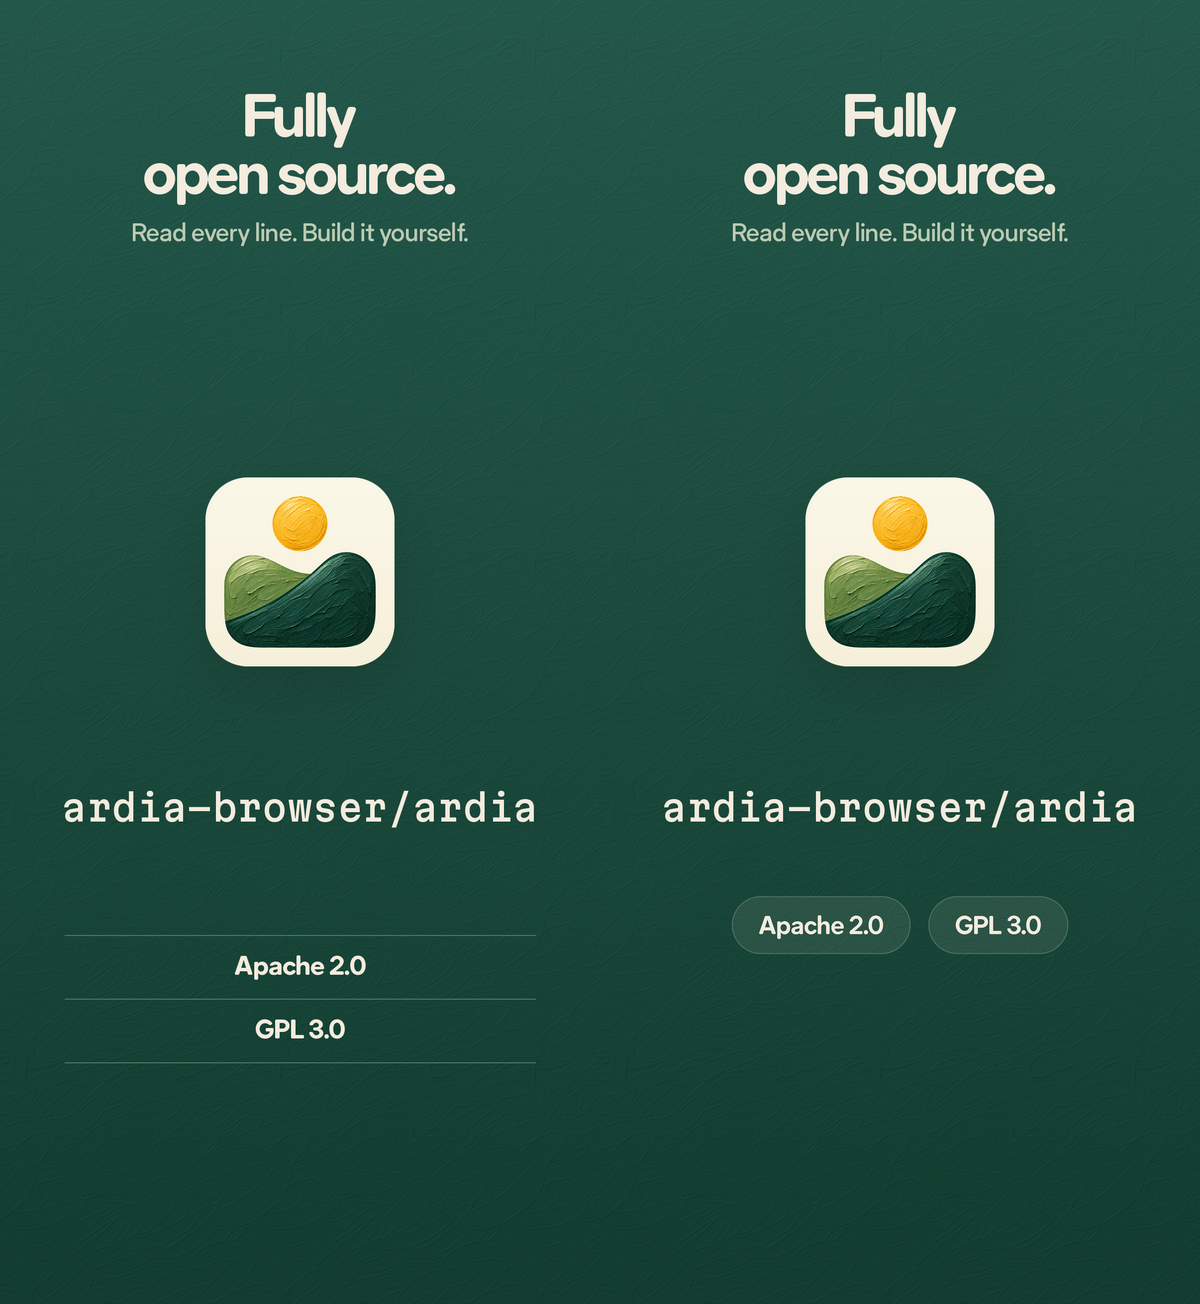 Fully
open source.
Read every line. Build it yourself.
ardia-browser/ardia
Apache 2.0
GPL 3.0
Fully
open source.
Read every line. Build it yourself.
ardia-browser/ardia
Apache 2.0
GPL 3.0